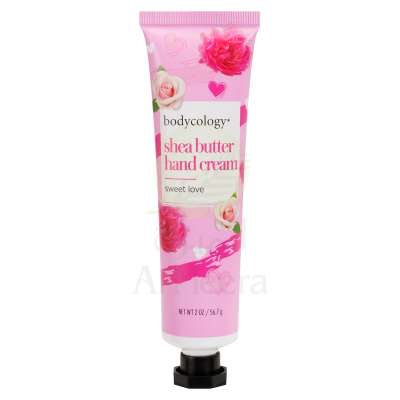 bodycology®
shea butter
hand cream
sweet love
NET WT 2 OZ / 56.7 g